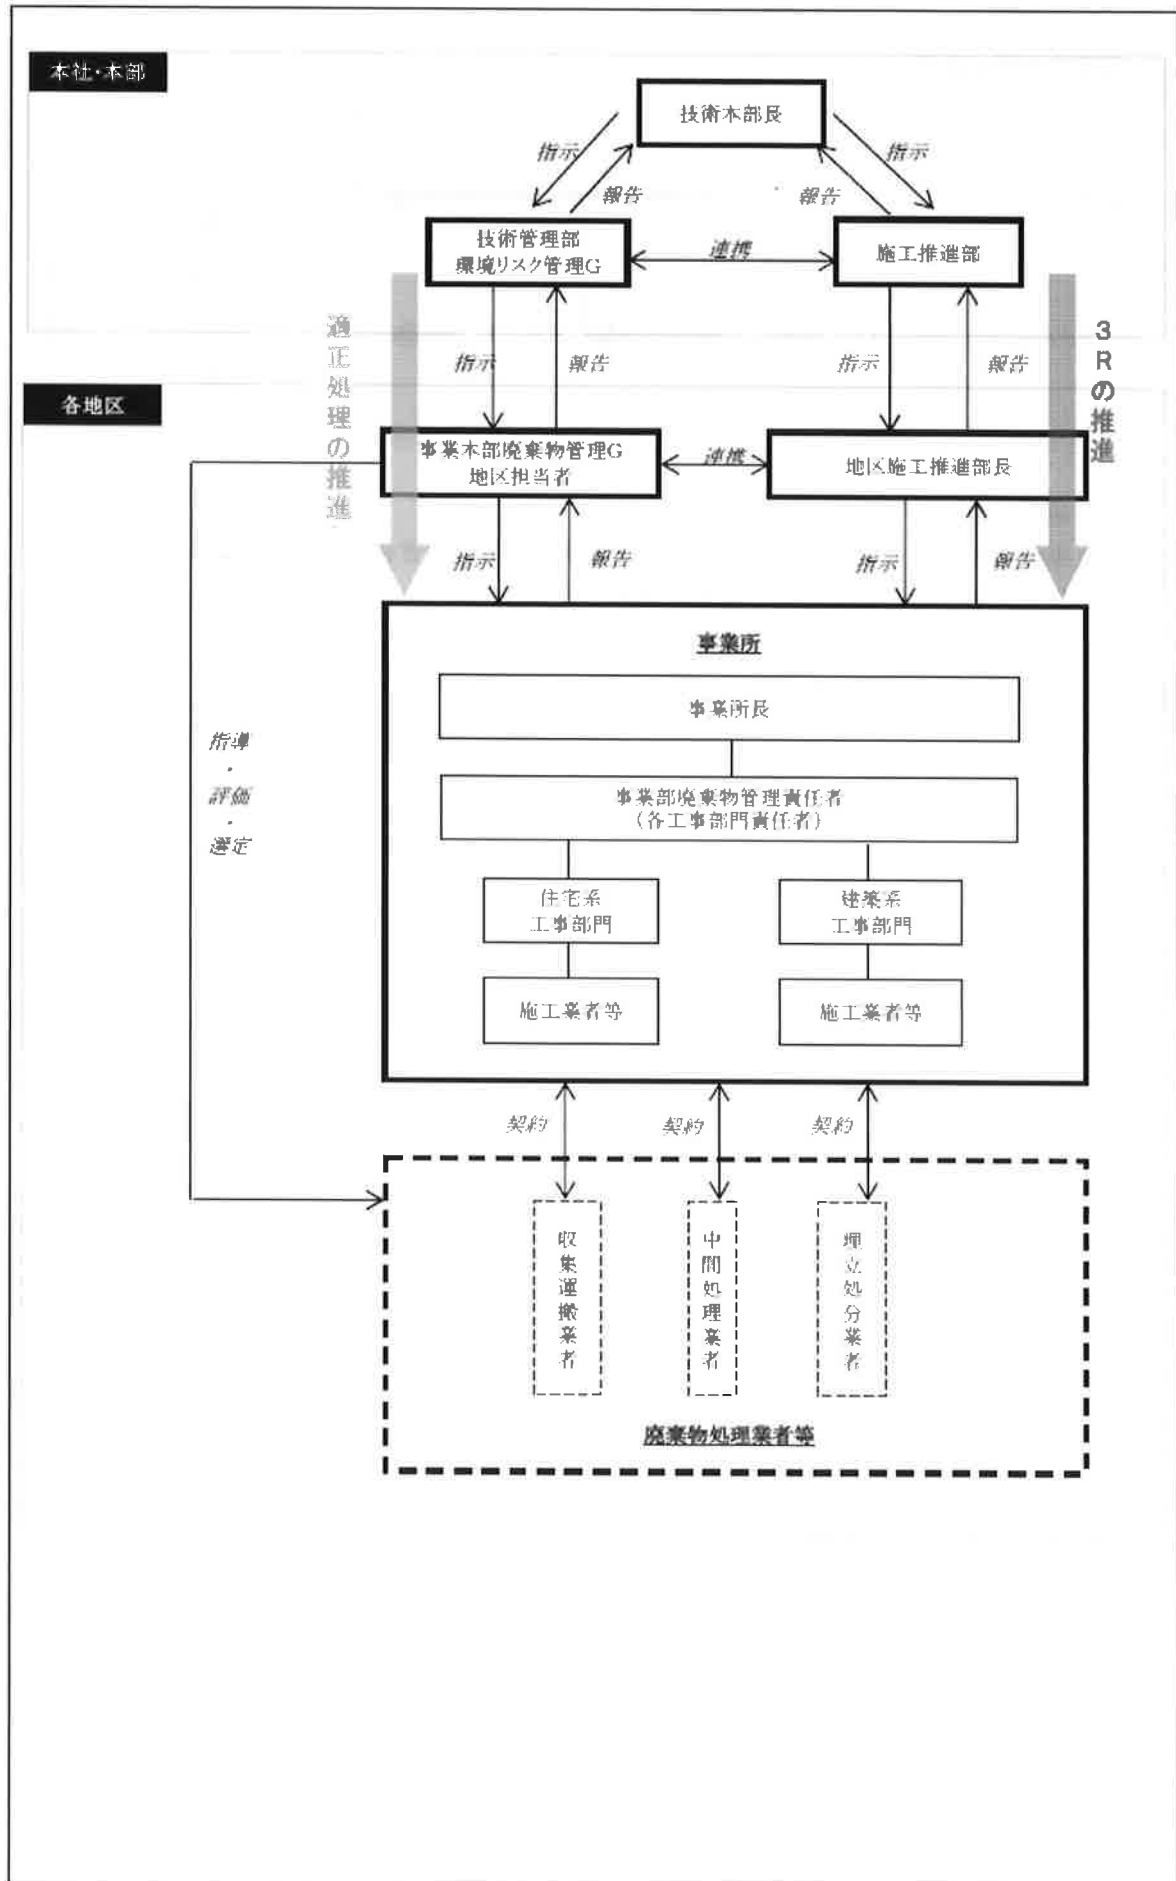 本社・本部
技術本部長
指示
指示
報告
報告
技術管理部
環境リスク管理G
連携
施工推進部
適正処理の推進
3Rの推進
指示
報告
指示
報告
各地区
事業本部廃棄物管理G
地区担当者
連携
地区施工推進部長
指示
報告
指示
報告
事業所
事業所長
指導
・
評価
・
選定
事業部廃棄物管理責任者
(各工事部門責任者)
住宅系
工事部門
建築系
工事部門
施工業者等
施工業者等
契約
契約
契約
収集運搬業者
中間処理業者
埋立処分業者
廃棄物処理業者等